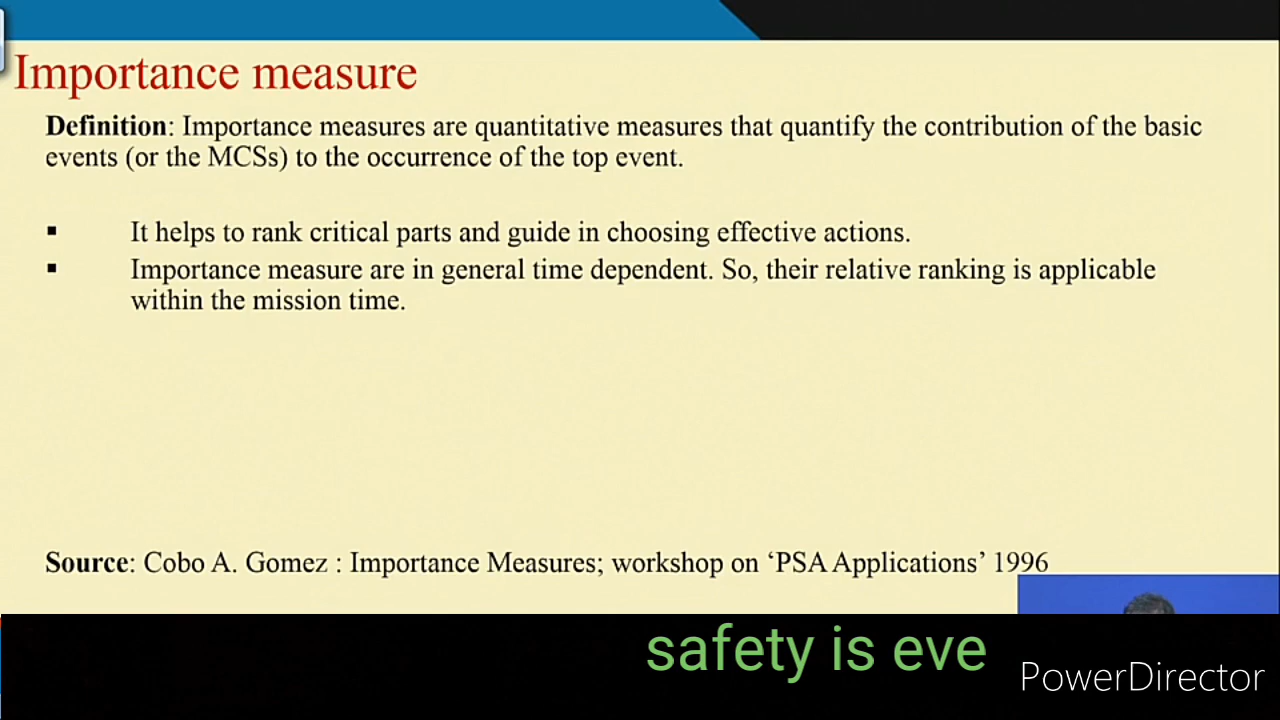 Importance measure
Definition: Importance measures are quantitative measures that quantify the contribution of the basic
events (or the MCSs) to the occurrence of the top event.
▪ It helps to rank critical parts and guide in choosing effective actions.
▪ Importance measure are in general time dependent. So, their relative ranking is applicable
within the mission time.
Source: Cobo A. Gomez : Importance Measures; workshop on ‘PSA Applications’ 1996
safety is eve
PowerDirector